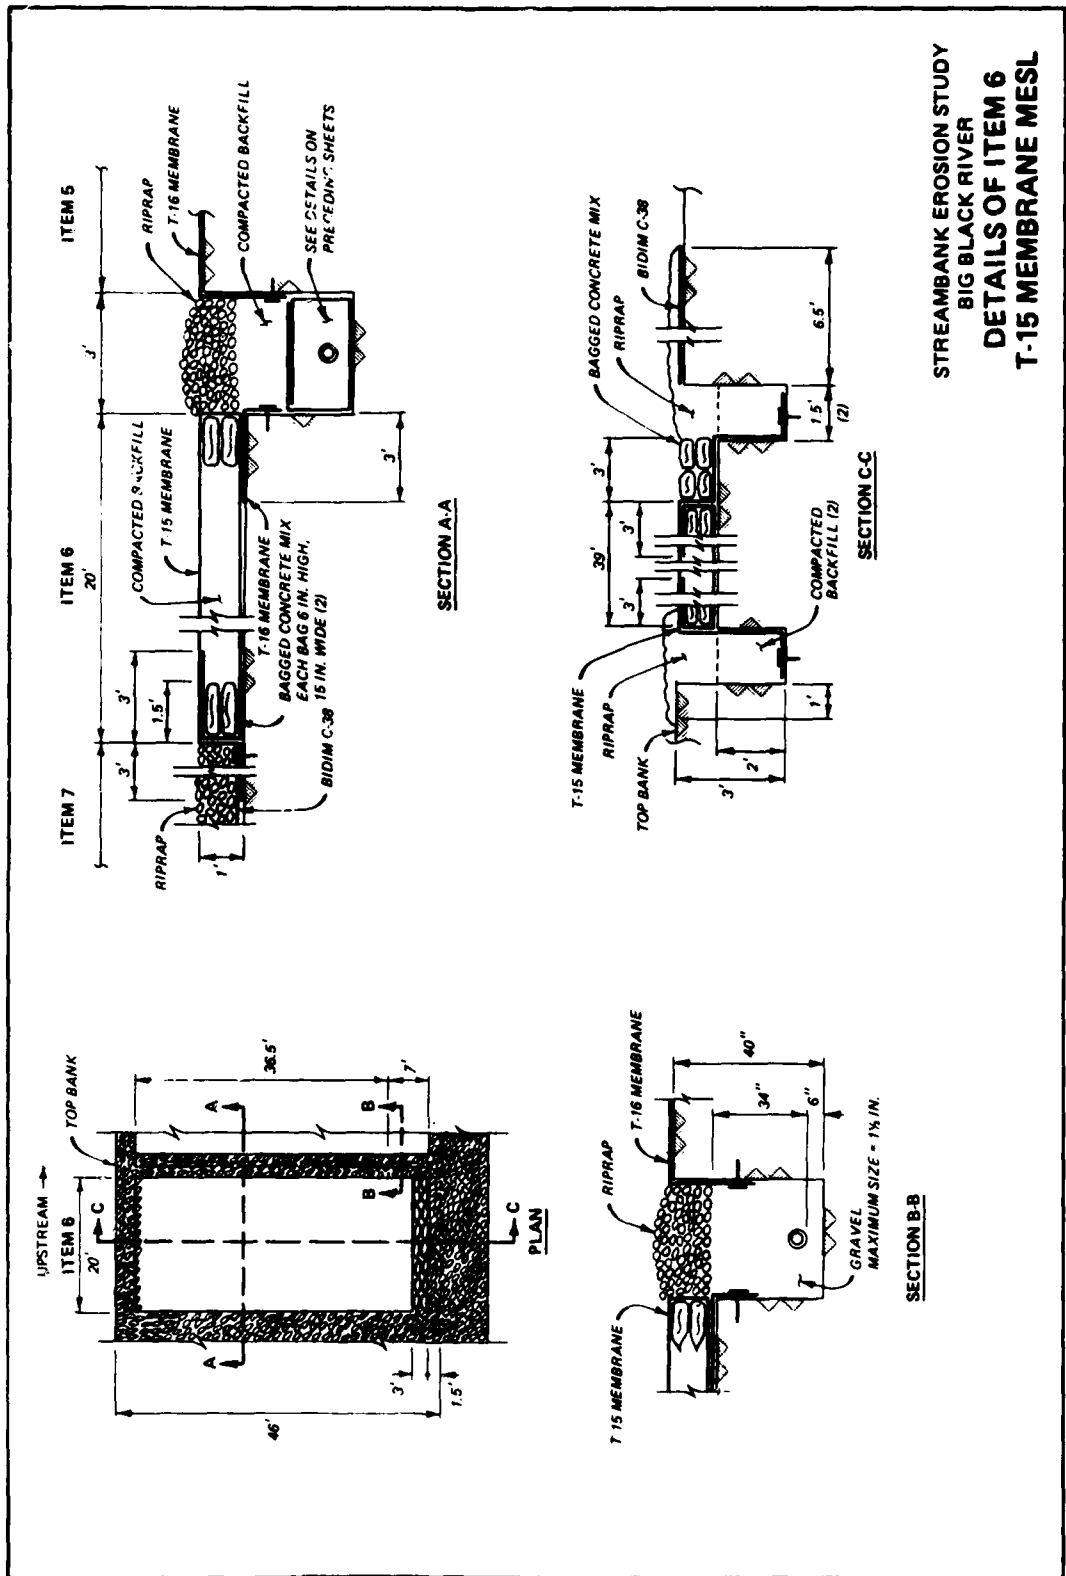 UPSTREAM →
ITEM 6
20'
TOP BANK
C
C
A
A
B
B
36.5'
7'
46'
3'
1.5'
PLAN
ITEM 7
ITEM 6
ITEM 5
20'
3'
3'
3'
1.5'
1'
3'
RIPRAP
COMPACTED BACKFILL
T-15 MEMBRANE
RIPRAP
T-16 MEMBRANE
COMPACTED BACKFILL
SEE DETAILS ON
PRECEDING SHEETS
T-16 MEMBRANE
BAGGED CONCRETE MIX
EACH BAG 6 IN. HIGH,
15 IN. WIDE (2)
BIDIM C-38
SECTION A-A
T 15 MEMBRANE
RIPRAP
T-16 MEMBRANE
40"
34"
6"
GRAVEL
MAXIMUM SIZE = 1½ IN.
SECTION B-B
T-15 MEMBRANE
RIPRAP
TOP BANK
39'
3'
3'
3'
BAGGED CONCRETE MIX
RIPRAP
BIDIM C-38
3'
2'
1'
COMPACTED
BACKFILL (2)
1.5'
(2)
6.5'
SECTION C-C
STREAMBANK EROSION STUDY
BIG BLACK RIVER
DETAILS OF ITEM 6
T-15 MEMBRANE MESL